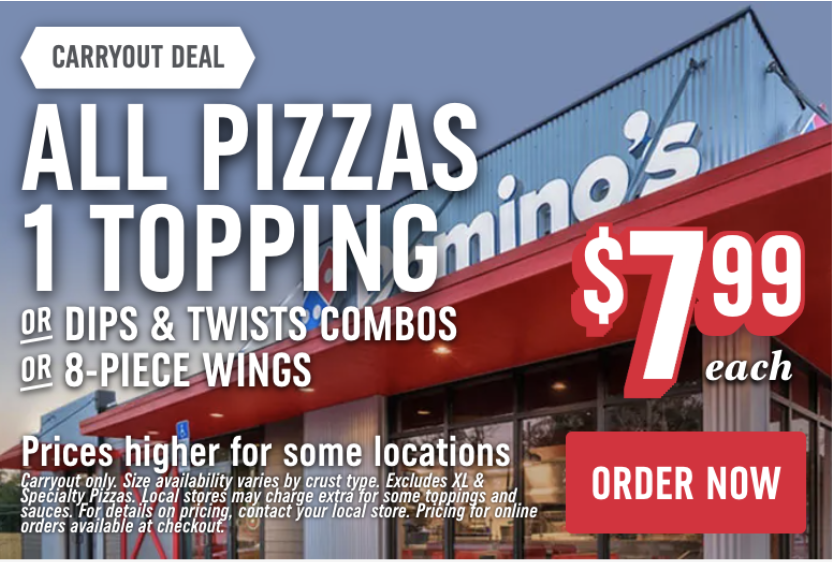 CARRYOUT DEAL
ALL PIZZAS
1 TOPPING
OR DIPS & TWISTS COMBOS
OR 8-PIECE WINGS
Domino's
$7.99
each
Prices higher for some locations
Carryout only. Size availability varies by crust type. Excludes XL &
Specialty Pizzas. Local stores may charge extra for some toppings and
sauces. For details on pricing, contact your local store. Pricing for online
orders available at checkout.
ORDER NOW